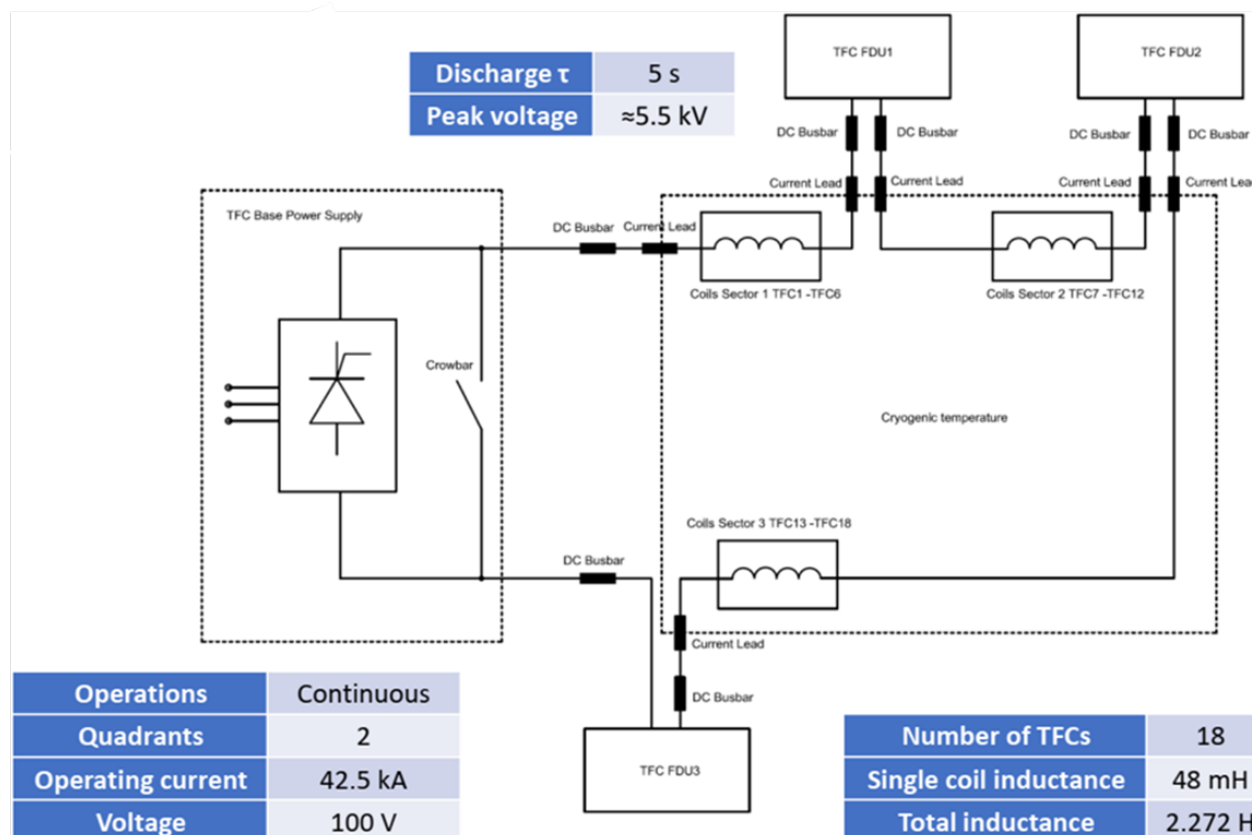 TFC FDU1
TFC FDU2
Discharge τ 5 s
Peak voltage ≈5.5 kV
DC Busbar
DC Busbar
DC Busbar
DC Busbar
Current Lead
Current Lead
Current Lead
Current Lead
TFC Base Power Supply
DC Busbar
Current Lead
Coils Sector 1 TFC1 -TFC6
Coils Sector 2 TFC7 -TFC12
Crowbar
Cryogenic temperature
Coils Sector 3 TFC13 -TFC18
DC Busbar
Current Lead
DC Busbar
TFC FDU3
Operations Continuous
Quadrants 2
Operating current 42.5 kA
Voltage 100 V
Number of TFCs 18
Single coil inductance 48 mH
Total inductance 2.272 H